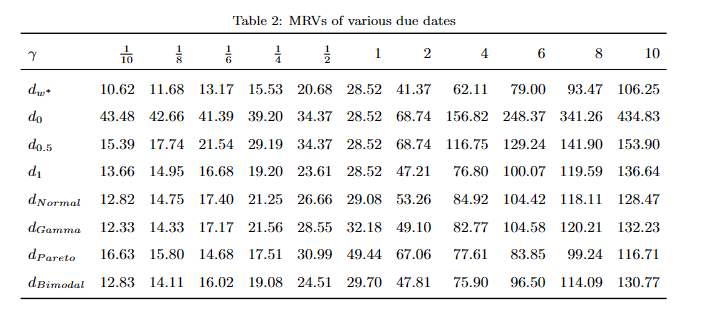 Table 2: MRVs of various due dates
γ 1/10 1/8 1/6 1/4 1/2 1 2 4 6 8 10
d_{w*} 10.62 11.68 13.17 15.53 20.68 28.52 41.37 62.11 79.00 93.47 106.25
d_0 43.48 42.66 41.39 39.20 34.37 28.52 68.74 156.82 248.37 341.26 434.83
d_{0.5} 15.39 17.74 21.54 29.19 34.37 28.52 68.74 116.75 129.24 141.90 153.90
d_1 13.66 14.95 16.68 19.20 23.61 28.52 47.21 76.80 100.07 119.59 136.64
d_{Normal} 12.82 14.75 17.40 21.25 26.66 29.08 53.26 84.92 104.42 118.11 128.47
d_{Gamma} 12.33 14.33 17.17 21.56 28.55 32.18 49.10 82.77 104.58 120.21 132.23
d_{Pareto} 16.63 15.80 14.68 17.51 30.99 49.44 67.06 77.61 83.85 99.24 116.71
d_{Bimodal} 12.83 14.11 16.02 19.08 24.51 29.70 47.81 75.90 96.50 114.09 130.77